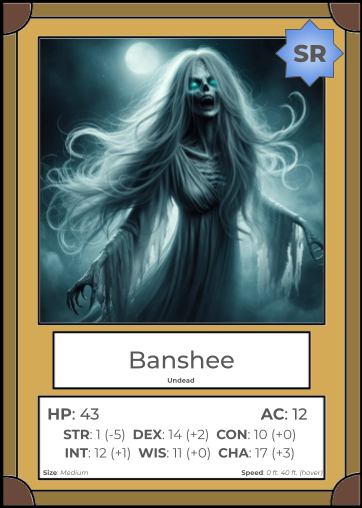 SR
Banshee
Undead
HP: 43 AC: 12
STR: 1 (-5) DEX: 14 (+2) CON: 10 (+0)
INT: 12 (+1) WIS: 11 (+0) CHA: 17 (+3)
Size: Medium Speed: 0 ft. 40 ft. (hover)